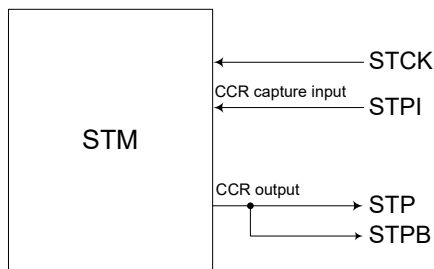 STCK
CCR capture input
STPI
STM
CCR output
STP
STPB